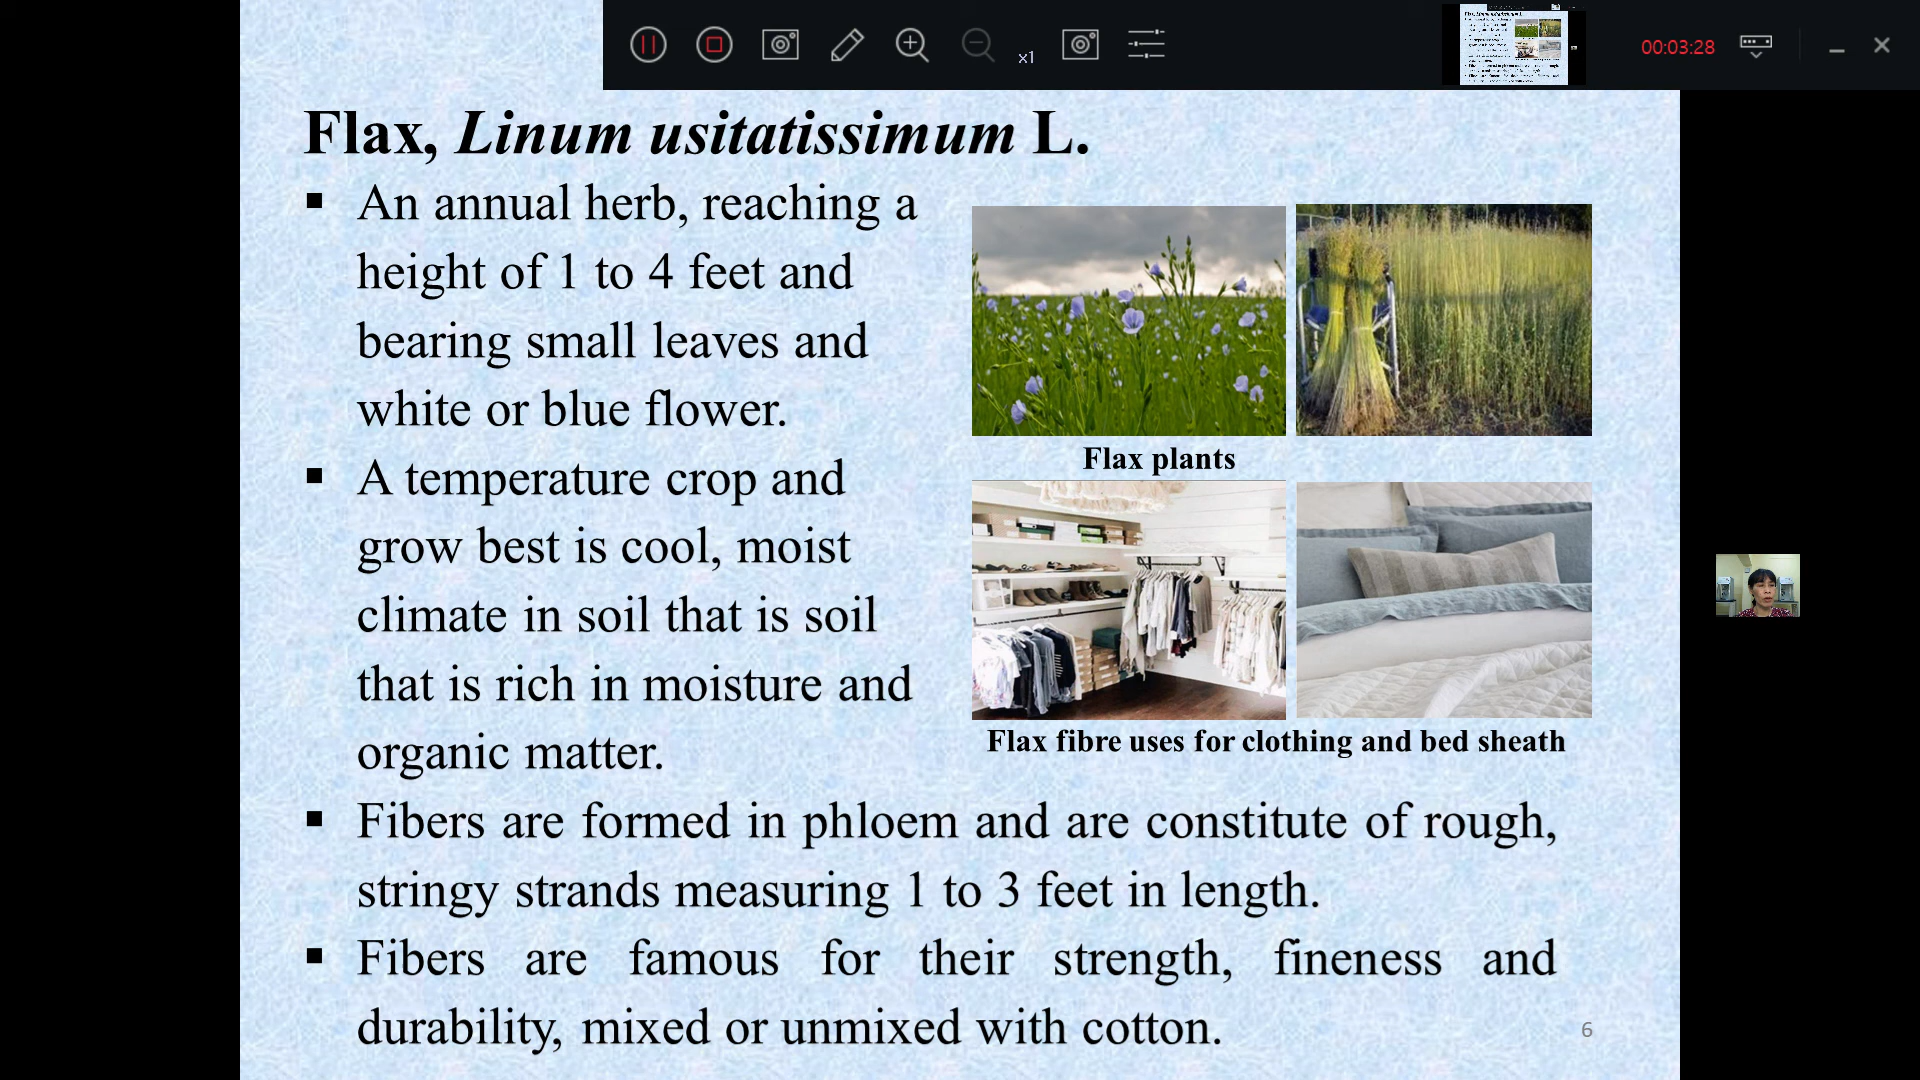 x1
00:03:28
Flax, Linum usitatissimum L.
▪ An annual herb, reaching a
height of 1 to 4 feet and
bearing small leaves and
white or blue flower.
▪ A temperature crop and
grow best is cool, moist
climate in soil that is soil
that is rich in moisture and
organic matter.
Flax plants
Flax fibre uses for clothing and bed sheath
▪ Fibers are formed in phloem and are constitute of rough,
stringy strands measuring 1 to 3 feet in length.
▪ Fibers are famous for their strength, fineness and
durability, mixed or unmixed with cotton.
6